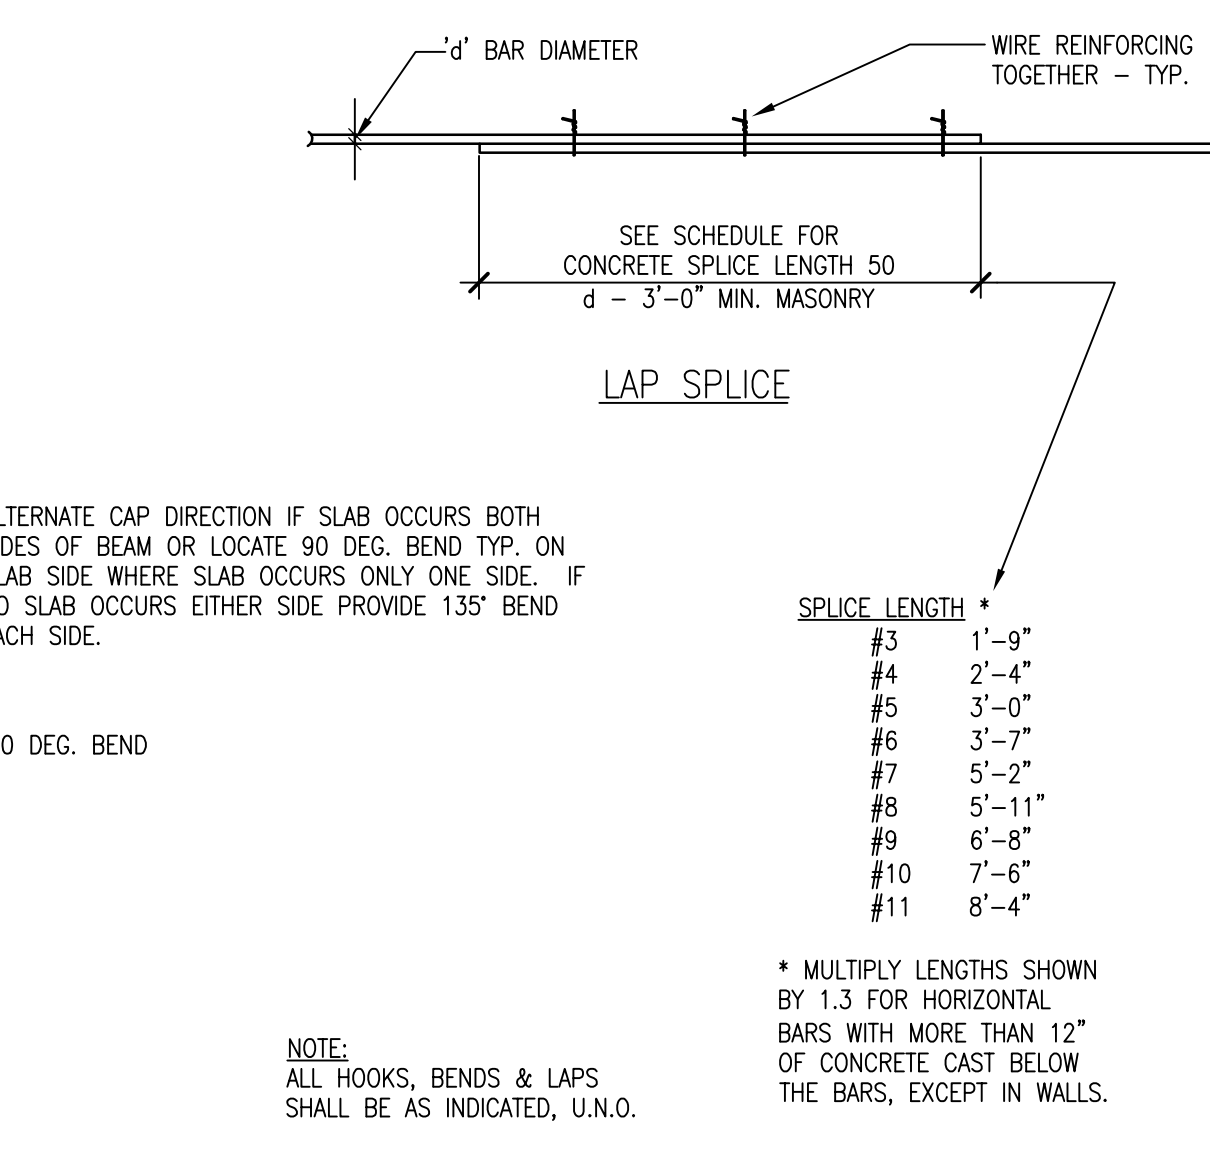 'd' BAR DIAMETER
WIRE REINFORCING
TOGETHER – TYP.
SEE SCHEDULE FOR
CONCRETE SPLICE LENGTH 50
d – 3'–0" MIN. MASONRY
LAP SPLICE
LTERNATE CAP DIRECTION IF SLAB OCCURS BOTH
DES OF BEAM OR LOCATE 90 DEG. BEND TYP. ON
LAB SIDE WHERE SLAB OCCURS ONLY ONE SIDE. IF
O SLAB OCCURS EITHER SIDE PROVIDE 135° BEND
ACH SIDE.
0 DEG. BEND
SPLICE LENGTH *
#3 1'–9"
#4 2'–4"
#5 3'–0"
#6 3'–7"
#7 5'–2"
#8 5'–11"
#9 6'–8"
#10 7'–6"
#11 8'–4"
* MULTIPLY LENGTHS SHOWN
BY 1.3 FOR HORIZONTAL
BARS WITH MORE THAN 12"
OF CONCRETE CAST BELOW
THE BARS, EXCEPT IN WALLS.
NOTE:
ALL HOOKS, BENDS & LAPS
SHALL BE AS INDICATED, U.N.O.